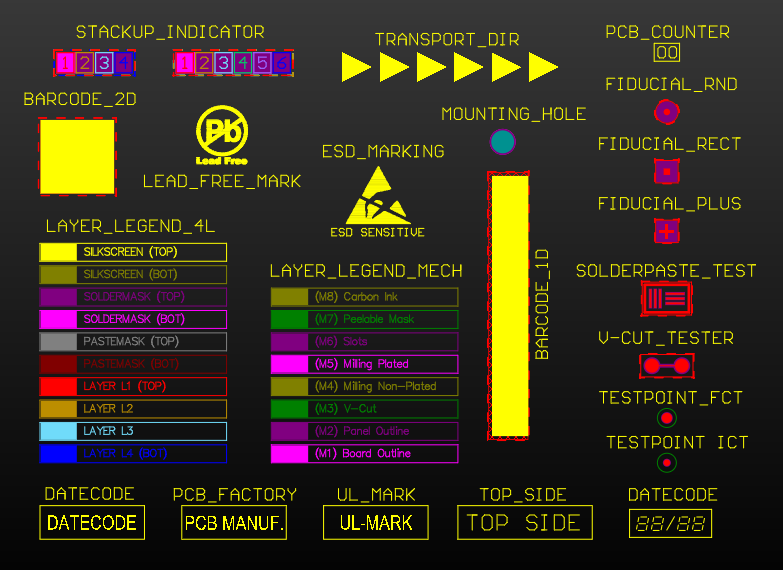 STACKUP_INDICATOR
1 2 3 4
1 2 3 4 5 6
TRANSPORT_DIR
PCB_COUNTER
00
BARCODE_2D
Pb
Lead Free
LEAD_FREE_MARK
MOUNTING_HOLE
FIDUCIAL_RND
ESD_MARKING
ESD SENSITIVE
FIDUCIAL_RECT
FIDUCIAL_PLUS
LAYER_LEGEND_4L
SILKSCREEN (TOP)
SILKSCREEN (BOT)
SOLDERMASK (TOP)
SOLDERMASK (BOT)
PASTEMASK (TOP)
PASTEMASK (BOT)
LAYER L1 (TOP)
LAYER L2
LAYER L3
LAYER L4 (BOT)
LAYER_LEGEND_MECH
(M8) Carbon Ink
(M7) Peelable Mask
(M6) Slots
(M5) Milling Plated
(M4) Milling Non-Plated
(M3) V-Cut
(M2) Panel Outline
(M1) Board Outline
BARCODE_1D
SOLDERPASTE_TEST
V-CUT_TESTER
TESTPOINT_FCT
TESTPOINT ICT
DATECODE
DATECODE
PCB_FACTORY
PCB MANUF.
UL_MARK
UL-MARK
TOP_SIDE
TOP SIDE
DATECODE
88/88